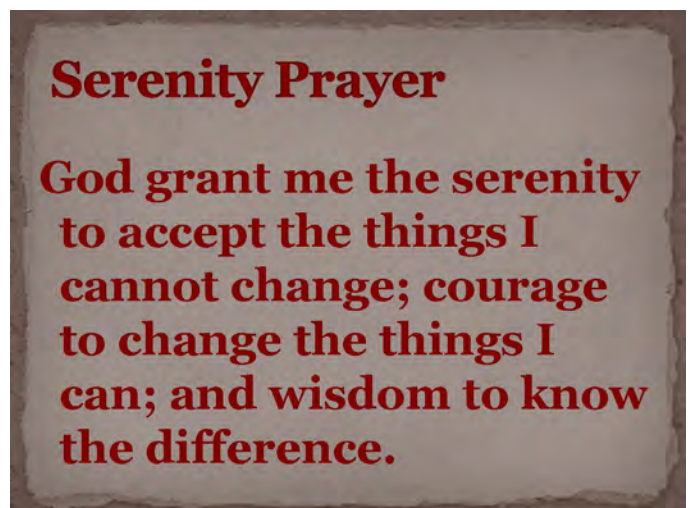 Serenity Prayer
God grant me the serenity
to accept the things I
cannot change; courage
to change the things I
can; and wisdom to know
the difference.